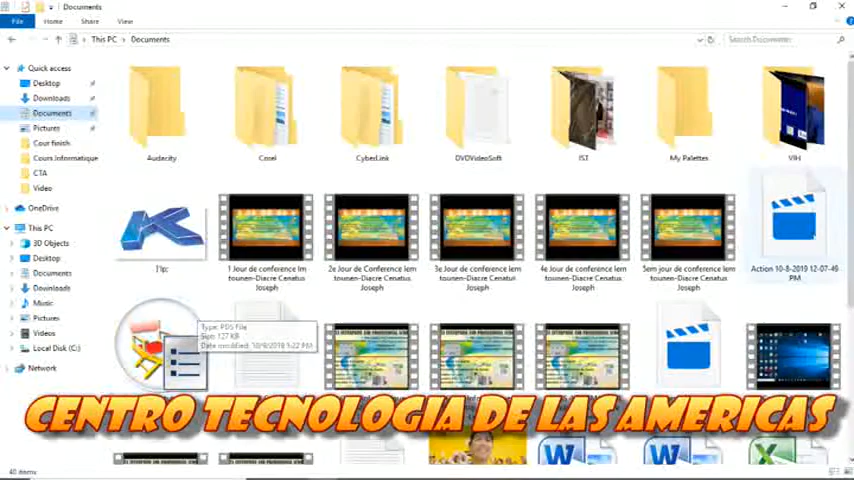 Documents
File Home Share View
This PC Documents
Search Documents
Quick access
Desktop
Downloads
Documents
Pictures
Cour finish
Cours Informatique
CTA
Video
OneDrive
This PC
3D Objects
Desktop
Documents
Downloads
Music
Pictures
Videos
Local Disk (C:)
Network
Audacity
Corel
CyberLink
DVDVideoSoft
IST
My Palettes
VIH
1 Jour de conference lem
tounen-Diacre Cenatus
Joseph
2e Jour de Conference lem
tounen-Diacre Cenatus
Joseph
3e Jour de Conference lem
tounen-Diacre Cenatus
Joseph
4e Jour de Conference lem
tounen-Diacre Cenatus
Joseph
5em jour de conference lem
tounen-Diacre Cenatus
Joseph
Action 10-8-2019 12-07-49
PM
Type: PDS File
Size: 127 KB
Date modified: 10/9/2019 1:22 PM
CENTRO TECNOLOGIA DE LAS AMERICAS
40 items